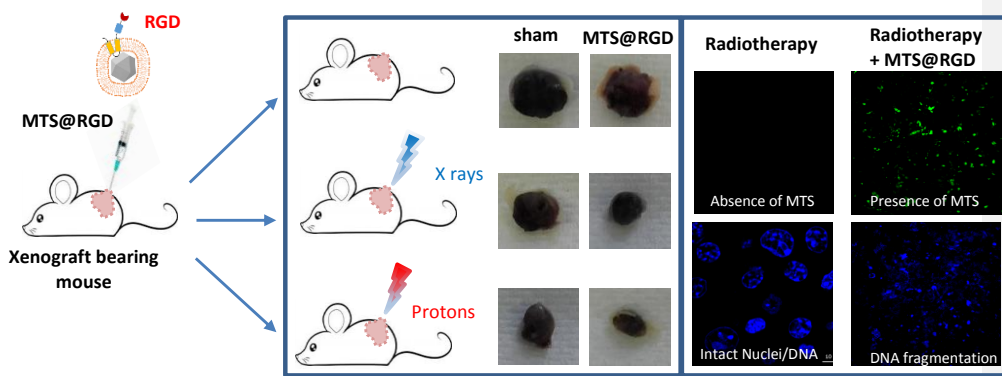 RGD
MTS@RGD
Xenograft bearing
mouse
X rays
Protons
sham
MTS@RGD
Radiotherapy
Radiotherapy
+ MTS@RGD
Absence of MTS
Presence of MTS
Intact Nuclei/DNA
10
DNA fragmentation